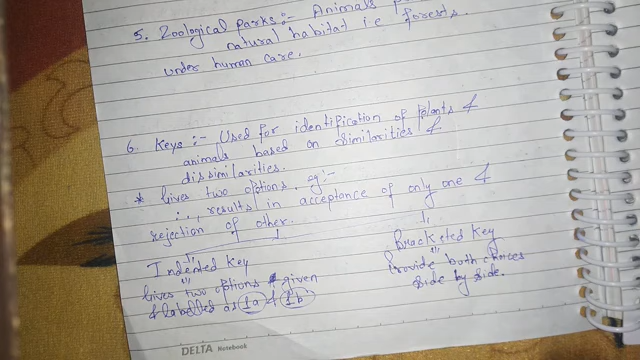 5. Zoological Parks :- Animals
natural habitat i.e forests.
under human care.
6. Keys :- Used for identification of plants &
animals based on similarities &
dissimilarities.
* Gives two options. eg:-
∴, results in acceptance of only one &
rejection of other.
Indented Key
Gives two options given
& labelled as 1a & 1b
Bracketed Key
Provide both choices
side by side.
DELTA Notebook